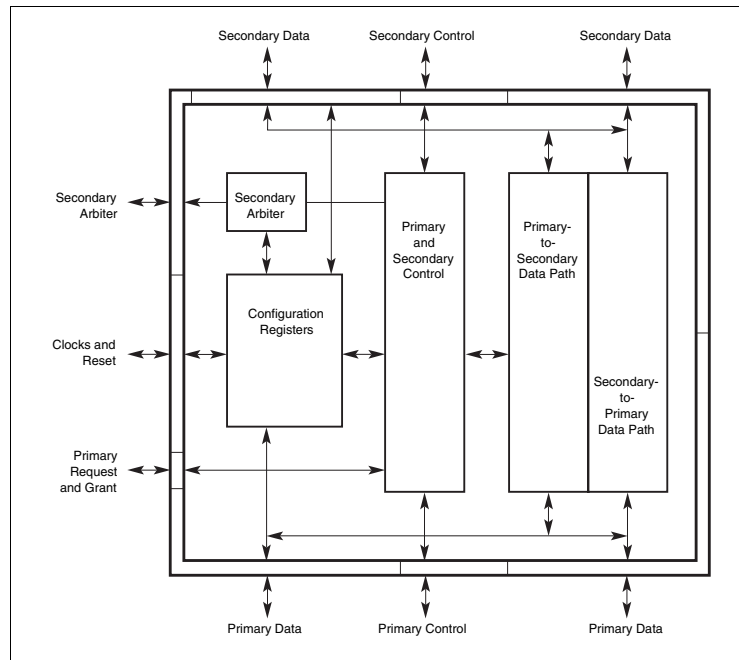 Secondary Data
Secondary Control
Secondary Data
Secondary
Arbiter
Secondary
Arbiter
Primary
and
Secondary
Control
Primary-
to-
Secondary
Data Path
Configuration
Registers
Clocks and
Reset
Secondary-
to-
Primary
Data Path
Primary
Request
and Grant
Primary Data
Primary Control
Primary Data